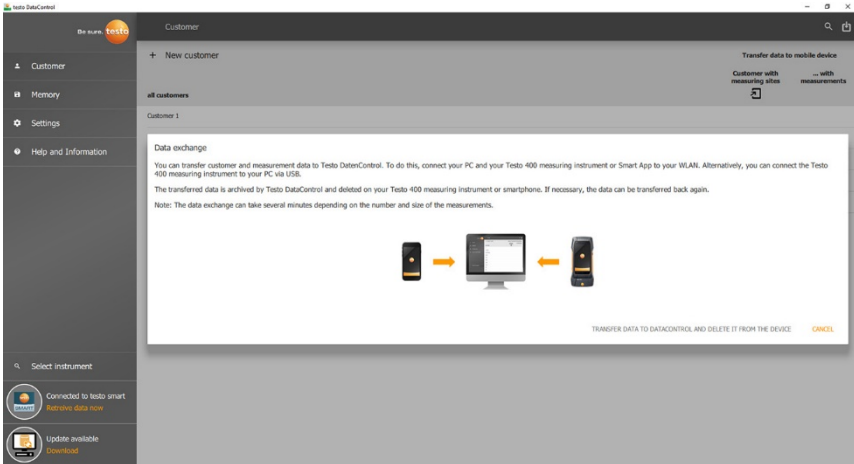 testo DataControl
Be sure. testo
Customer
Customer
Memory
Settings
Help and Information
+ New customer
Transfer data to mobile device
Customer with
measuring sites
... with
measurements
all customers
Customer 1
Data exchange
You can transfer customer and measurement data to Testo DatenControl. To do this, connect your PC and your Testo 400 measuring instrument or Smart App to your WLAN. Alternatively, you can connect the Testo
400 measuring instrument to your PC via USB.
The transferred data is archived by Testo DataControl and deleted on your Testo 400 measuring instrument or smartphone. If necessary, the data can be transferred back again.
Note: The data exchange can take several minutes depending on the number and size of the measurements.
TRANSFER DATA TO DATACONTROL AND DELETE IT FROM THE DEVICE
CANCEL
Select instrument
SMART
Connected to testo smart
Retreive data now
Update available
Download